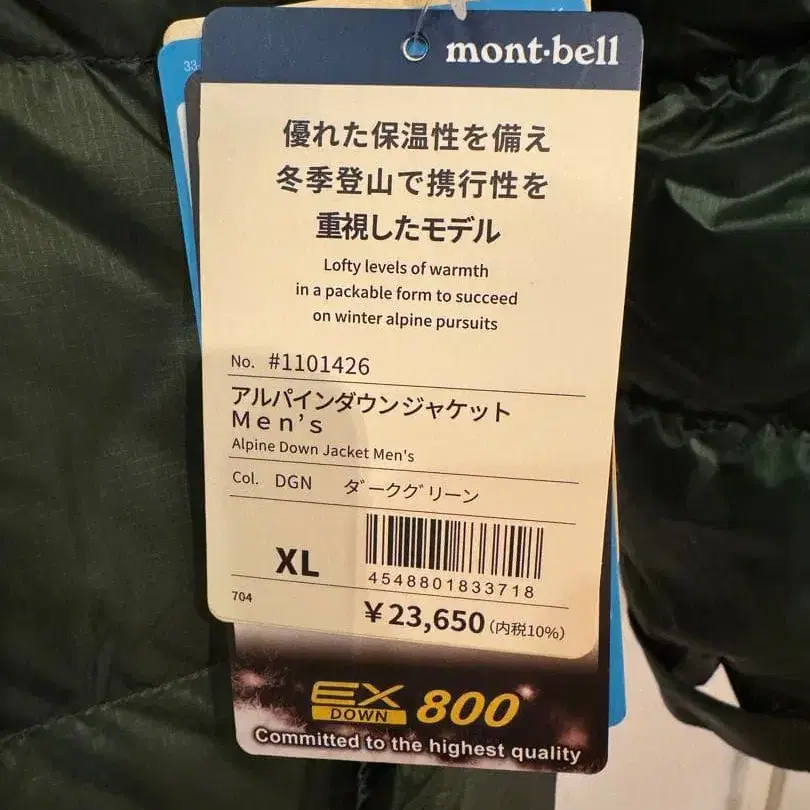 33
mont·bell
優れた保温性を備え
冬季登山で携行性を
重視したモデル
Lofty levels of warmth
in a packable form to succeed
on winter alpine pursuits
No. #1101426
アルパインダウンジャケット
Men's
Alpine Down Jacket Men's
Col. DGN ダークグリーン
XL
4548801833718
704
￥23,650(内税10%)
EX 800
DOWN
Committed to the highest quality